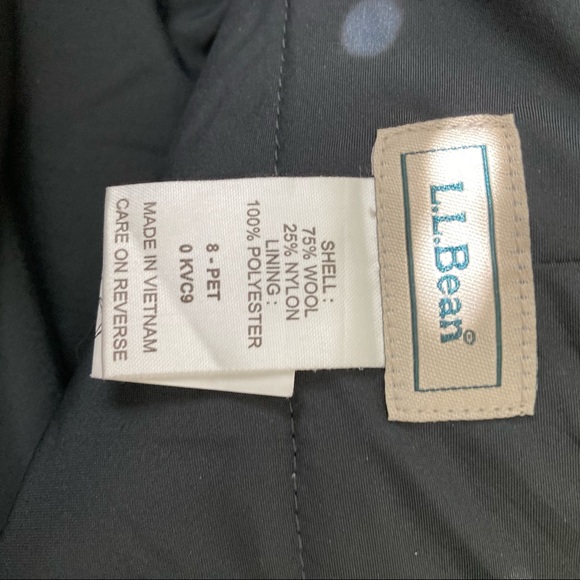 L.L.Bean®
SHELL:
75% WOOL
25% NYLON
LINING:
100% POLYESTER
8 - PET
0 KVC9
MADE IN VIETNAM
CARE ON REVERSE